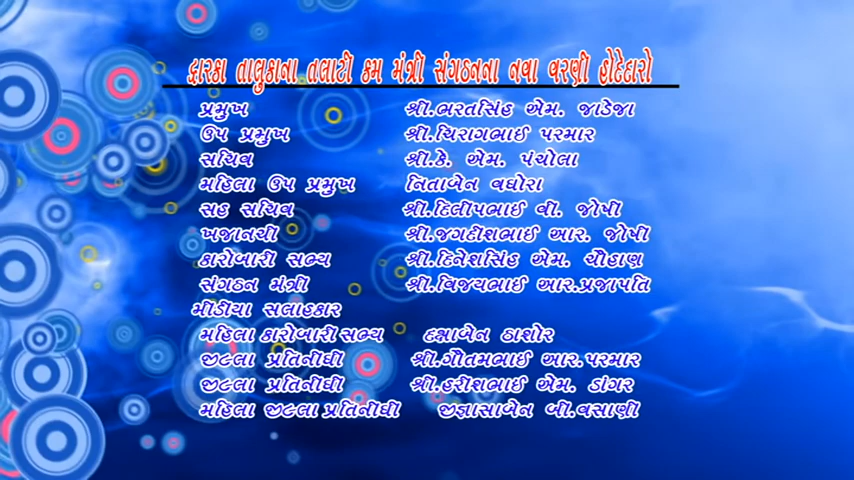 દ્વારકા તાલુકાના તલાટી કમ મંત્રી સંગઠનના નવા વરણી હોદેદારો
પ્રમુખ શ્રી.ભરતસિંહ એમ. જાડેજા
ઉપ પ્રમુખ શ્રી.ચિરાગભાઈ પરમાર
સચિવ શ્રી.કે. એમ. પંચોલા
મહિલા ઉપ પ્રમુખ નિતાબેન વઘોરા
સહ સચિવ શ્રી.દિલીપભાઈ વી. જોષી
ખજાનચી શ્રી.જગદીશભાઈ આર. જોષી
કારોબારી સભ્ય શ્રી.દિનેશસિંહ એમ. ચૌહાણ
સંગઠન મંત્રી શ્રી.વિજયભાઈ આર.પ્રજાપતિ
મીડીયા સલાહકાર
મહિલા કારોબારી સભ્ય દક્ષાબેન ઠાશોર
જીલ્લા પ્રતિનીધી શ્રી.ગૌતમભાઈ આર.પરમાર
જીલ્લા પ્રતિનીધી શ્રી.હરીશભાઈ એમ. ડાંગર
મહિલા જીલ્લા પ્રતિનીધી જીજ્ઞાસાબેન બી.વસાણી